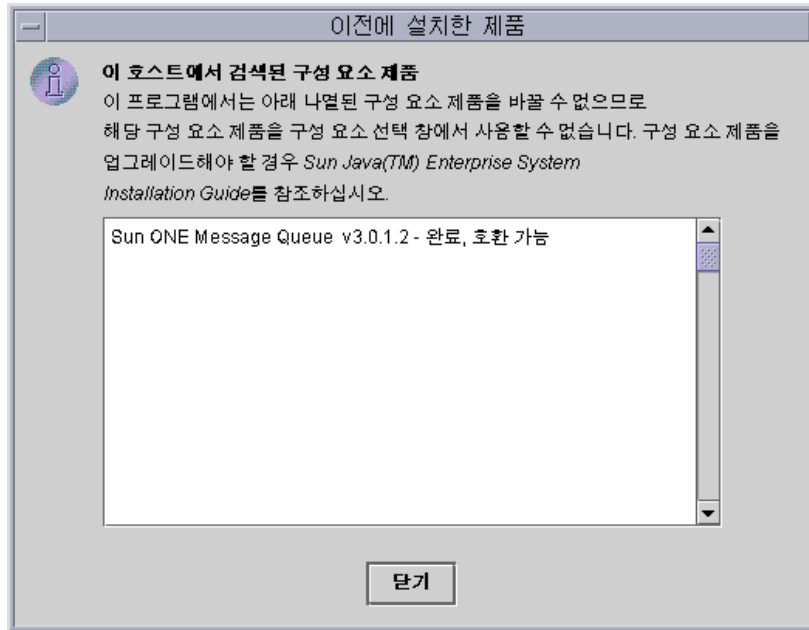 이전에 설치한 제품
이 호스트에서 검색된 구성 요소 제품
이 프로그램에서는 아래 나열된 구성 요소 제품을 바꿀 수 없으므로
해당 구성 요소 제품을 구성 요소 선택 창에서 사용할 수 없습니다. 구성 요소 제품을
업그레이드해야 할 경우 Sun Java(TM) Enterprise System
Installation Guide를 참조하십시오.
Sun ONE Message Queue v3.0.1.2 - 완료, 호환 가능
닫기